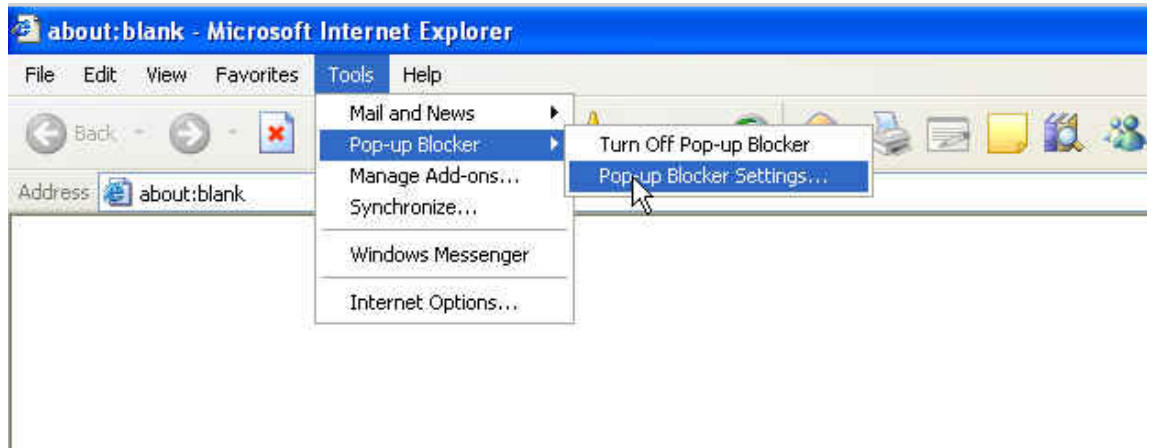 about:blank - Microsoft Internet Explorer
File Edit View Favorites Tools Help
Back
Address about:blank
Mail and News
Pop-up Blocker
Manage Add-ons...
Synchronize...
Windows Messenger
Internet Options...
Turn Off Pop-up Blocker
Pop-up Blocker Settings...